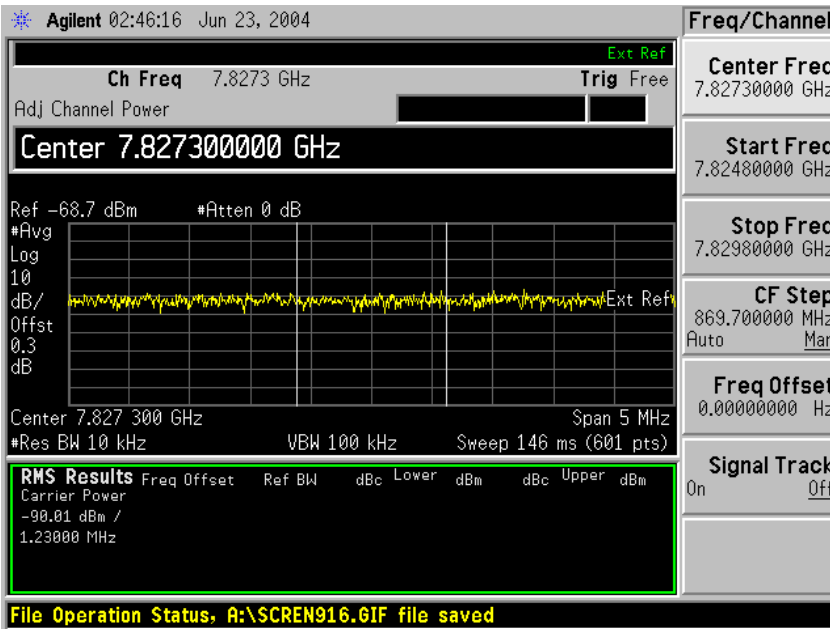 Agilent 02:46:16 Jun 23, 2004
Freq/Channel
Ext Ref
Ch Freq 7.8273 GHz Trig Free
Adj Channel Power
Center 7.827300000 GHz
Ref -68.7 dBm #Atten 0 dB
#Avg
Log
10
dB/
Offst
0.3
dB
Ext Ref
Center 7.827 300 GHz Span 5 MHz
#Res BW 10 kHz VBW 100 kHz Sweep 146 ms (601 pts)
RMS Results Freq Offset Ref BW dBc Lower dBm dBc Upper dBm
Carrier Power
-90.01 dBm /
1.23000 MHz
File Operation Status, A:\SCREN916.GIF file saved
Center Freq
7.82730000 GHz
Start Freq
7.82480000 GHz
Stop Freq
7.82980000 GHz
CF Step
869.700000 MHz
Auto Man
Freq Offset
0.00000000 Hz
Signal Track
On Off